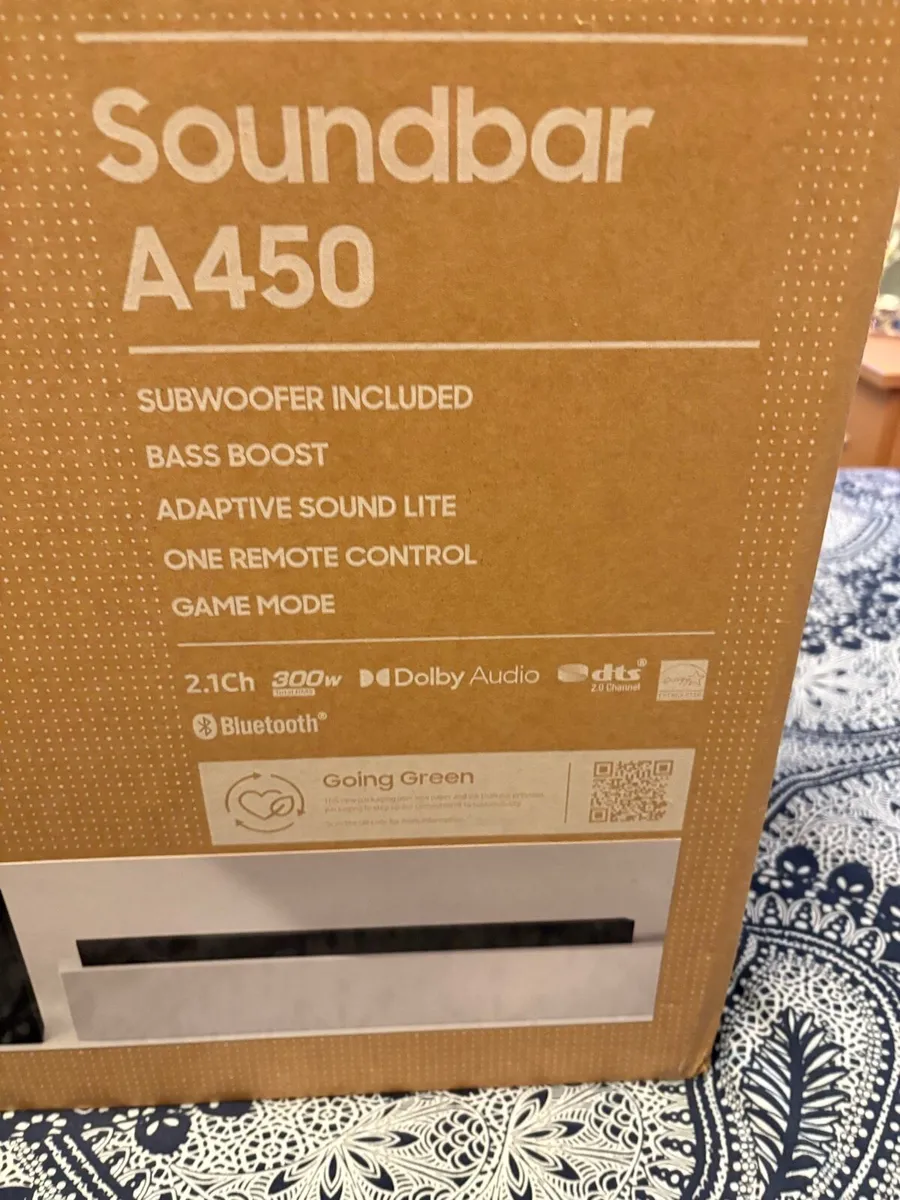 Soundbar
A450
SUBWOOFER INCLUDED
BASS BOOST
ADAPTIVE SOUND LITE
ONE REMOTE CONTROL
GAME MODE
2.1Ch 300w Dolby Audio dts®
2.0 Channel
Bluetooth®
Going Green